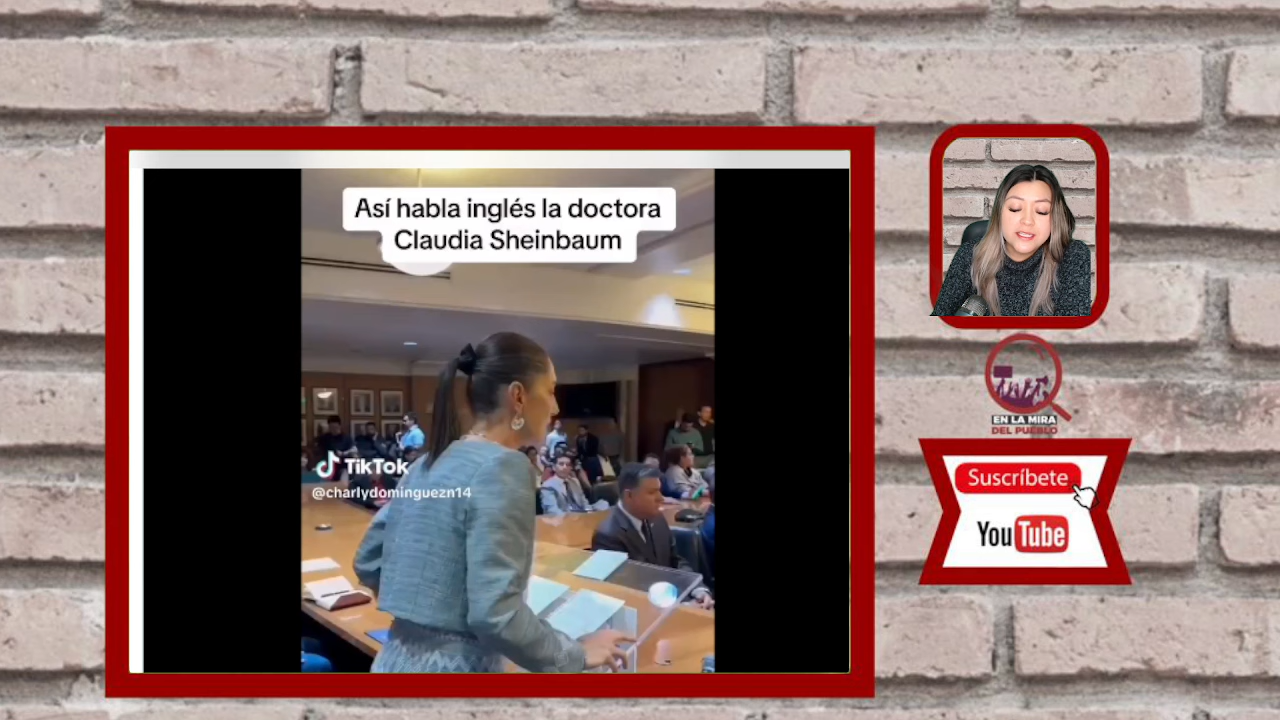 Así habla inglés la doctora
Claudia Sheinbaum
TikTok
@charlydominguezn14
EN LA MIRA
DEL PUEBLO
Suscríbete
YouTube